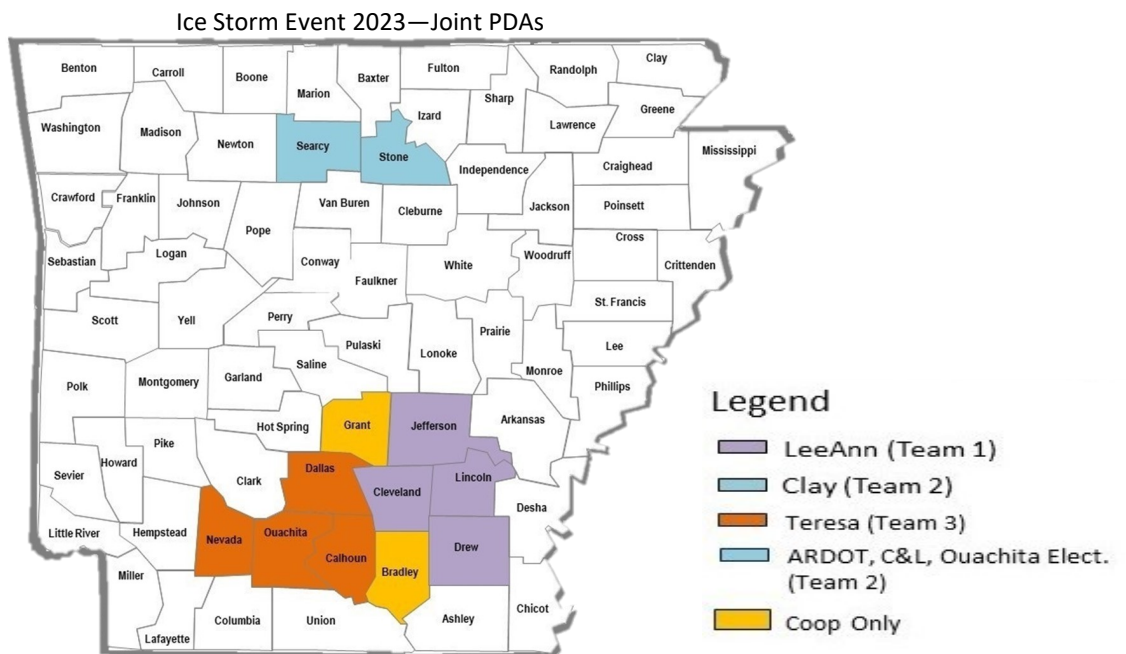 Ice Storm Event 2023—Joint PDAs
Benton
Carroll
Boone
Marion
Baxter
Fulton
Randolph
Clay
Sharp
Izard
Greene
Lawrence
Washington
Madison
Newton
Searcy
Stone
Independence
Craighead
Mississippi
Crawford
Franklin
Johnson
Van Buren
Cleburne
Jackson
Poinsett
Pope
Cross
Sebastian
Logan
Conway
Faulkner
White
Woodruff
Crittenden
Scott
Yell
Perry
Pulaski
Lonoke
Prairie
St. Francis
Lee
Polk
Montgomery
Garland
Saline
Monroe
Phillips
Hot Spring
Grant
Jefferson
Arkansas
Pike
Sevier
Howard
Clark
Dallas
Cleveland
Lincoln
Desha
Little River
Hempstead
Nevada
Ouachita
Calhoun
Bradley
Drew
Miller
Lafayette
Columbia
Union
Ashley
Chicot
Legend
LeeAnn (Team 1)
Clay (Team 2)
Teresa (Team 3)
ARDOT, C&L, Ouachita Elect.
(Team 2)
Coop Only